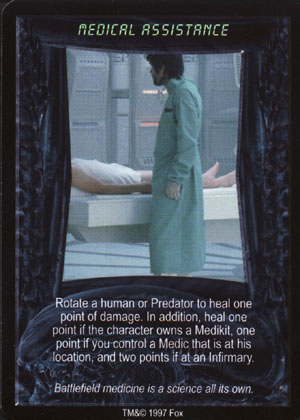 MEDICAL ASSISTANCE
Rotate a human or Predator to heal one
point of damage. In addition, heal one
point if the character owns a Medikit, one
point if you control a Medic that is at his
location, and two points if at an Infirmary.
Battlefield medicine is a science all its own.
TM&© 1997 Fox